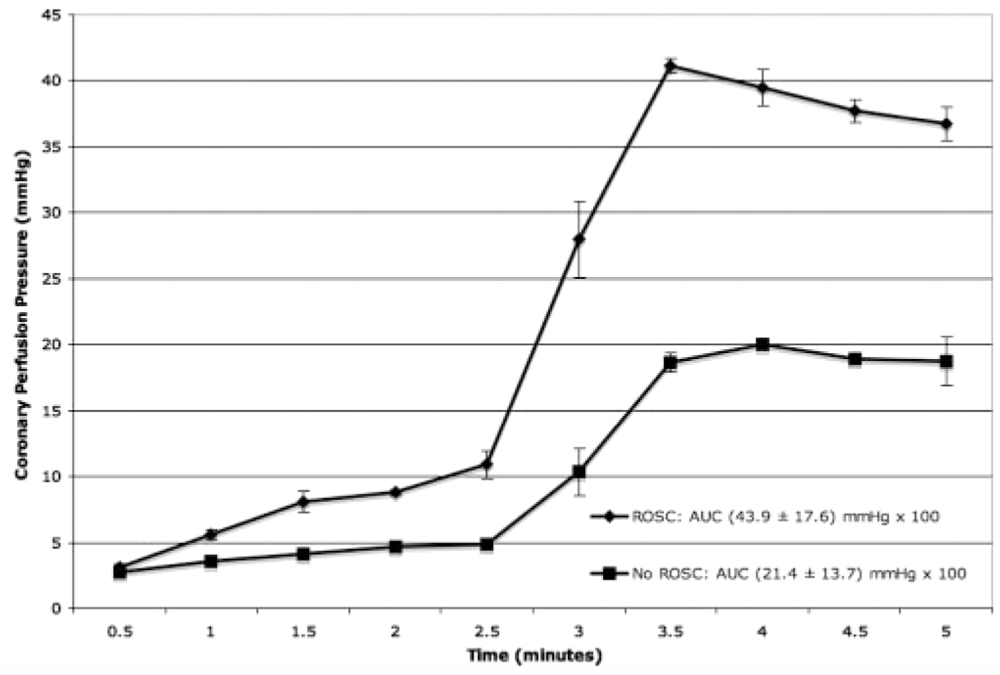 45
40
35
30
25
20
15
10
5
0
Coronary Perfusion Pressure (mmHg)
ROSC: AUC (43.9 ± 17.6) mmHg x 100
No ROSC: AUC (21.4 ± 13.7) mmHg x 100
0.5 1 1.5 2 2.5 3 3.5 4 4.5 5
Time (minutes)